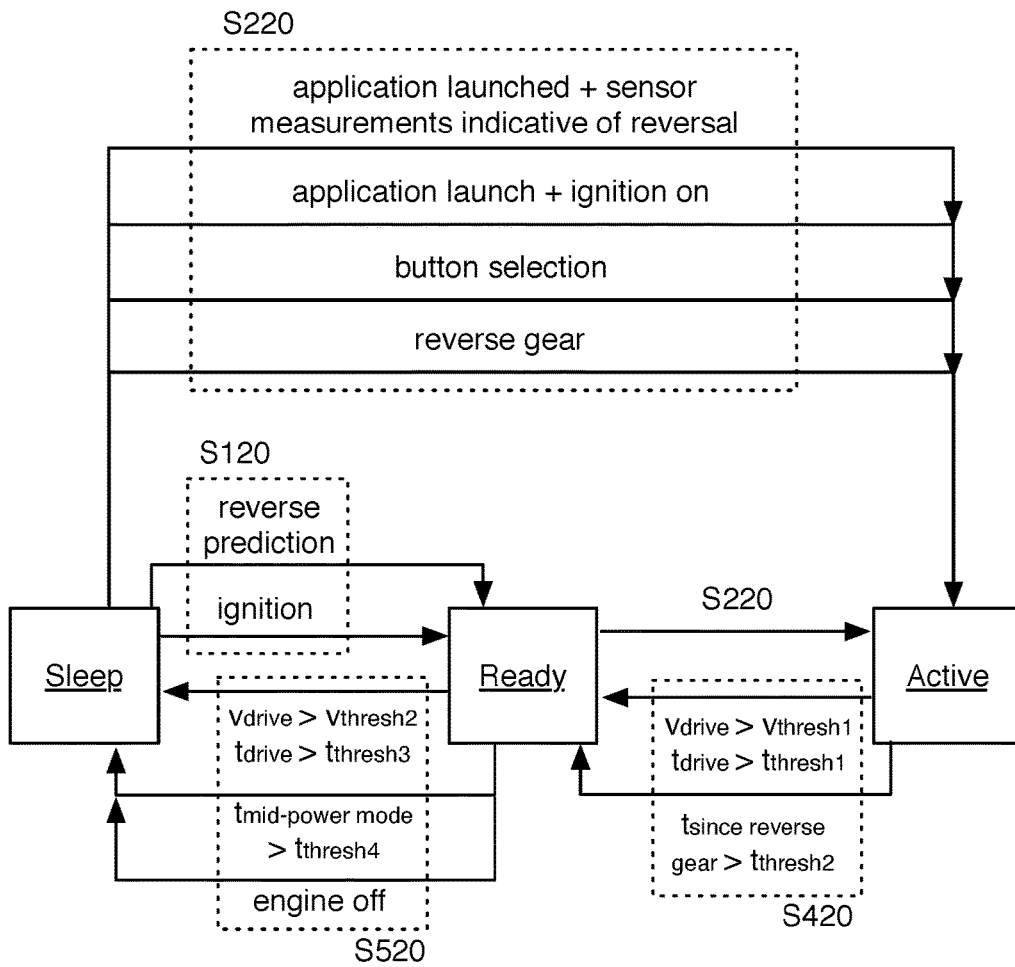 S220
application launched + sensor
measurements indicative of reversal
application launch + ignition on
button selection
reverse gear
S120
reverse
prediction
ignition
S220
Sleep
Ready
Active
vdrive > vthresh2
tdrive > tthresh3
vdrive > vthresh1
tdrive > tthresh1
tmid-power mode
> tthresh4
tsince reverse
gear > tthresh2
engine off
S520
S420